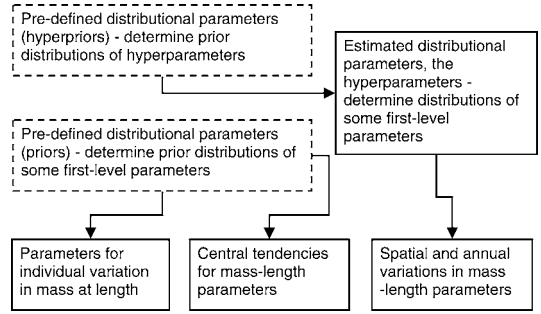 Pre-defined distributional parameters
(hyperpriors) - determine prior
distributions of hyperparameters
Estimated distributional
parameters, the
hyperparameters -
determine distributions of
some first-level
parameters
Pre-defined distributional parameters
(priors) - determine prior distributions of
some first-level parameters
Parameters for
individual variation
in mass at length
Central tendencies
for mass-length
parameters
Spatial and annual
variations in mass
-length parameters